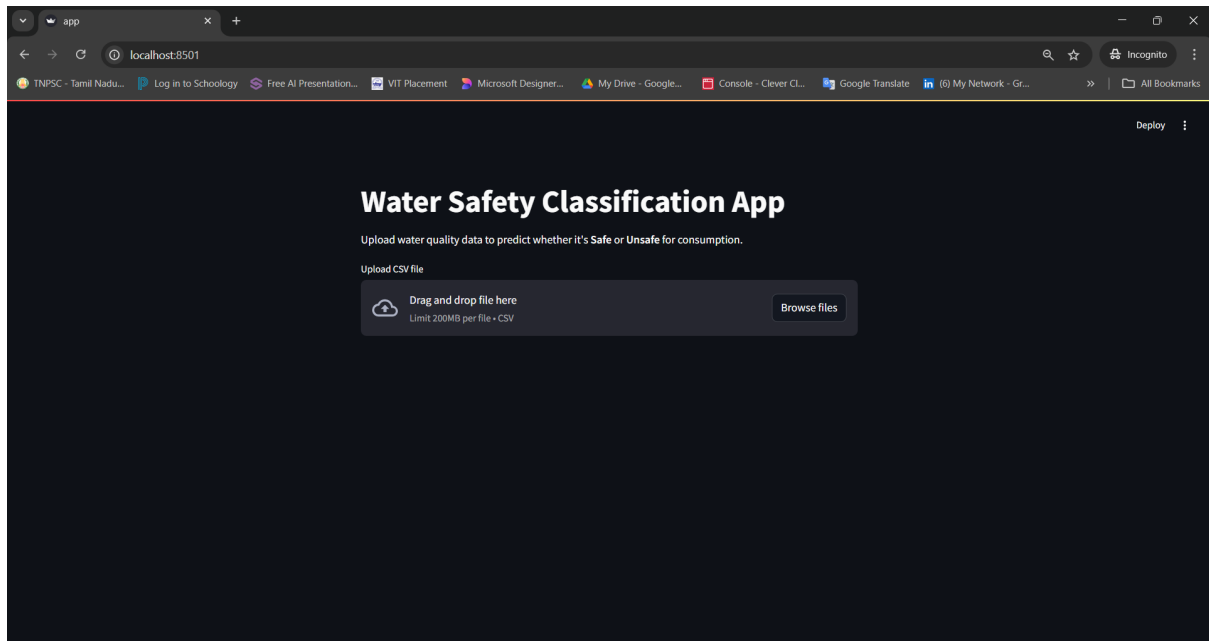 app
localhost:8501
Incognito
TNPSC - Tamil Nadu... Log in to Schoology Free AI Presentation... VIT Placement Microsoft Designer... My Drive - Google... Console - Clever Cl... Google Translate (6) My Network - Gr... » All Bookmarks
Deploy
Water Safety Classification App
Upload water quality data to predict whether it's Safe or Unsafe for consumption.
Upload CSV file
Drag and drop file here
Limit 200MB per file • CSV
Browse files